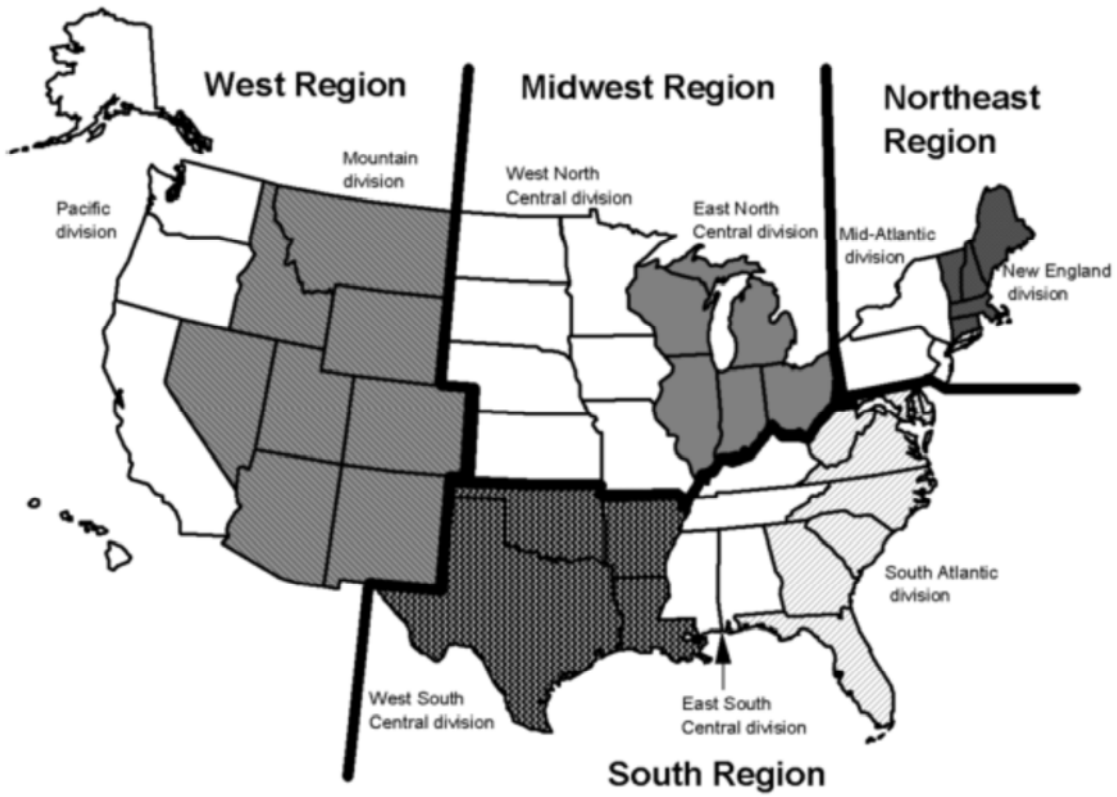 West Region
Midwest Region
Northeast
Region
Mountain
division
West North
Central division
Pacific
division
East North
Central division
Mid-Atlantic
division
New England
division
South Atlantic
division
West South
Central division
East South
Central division
South Region